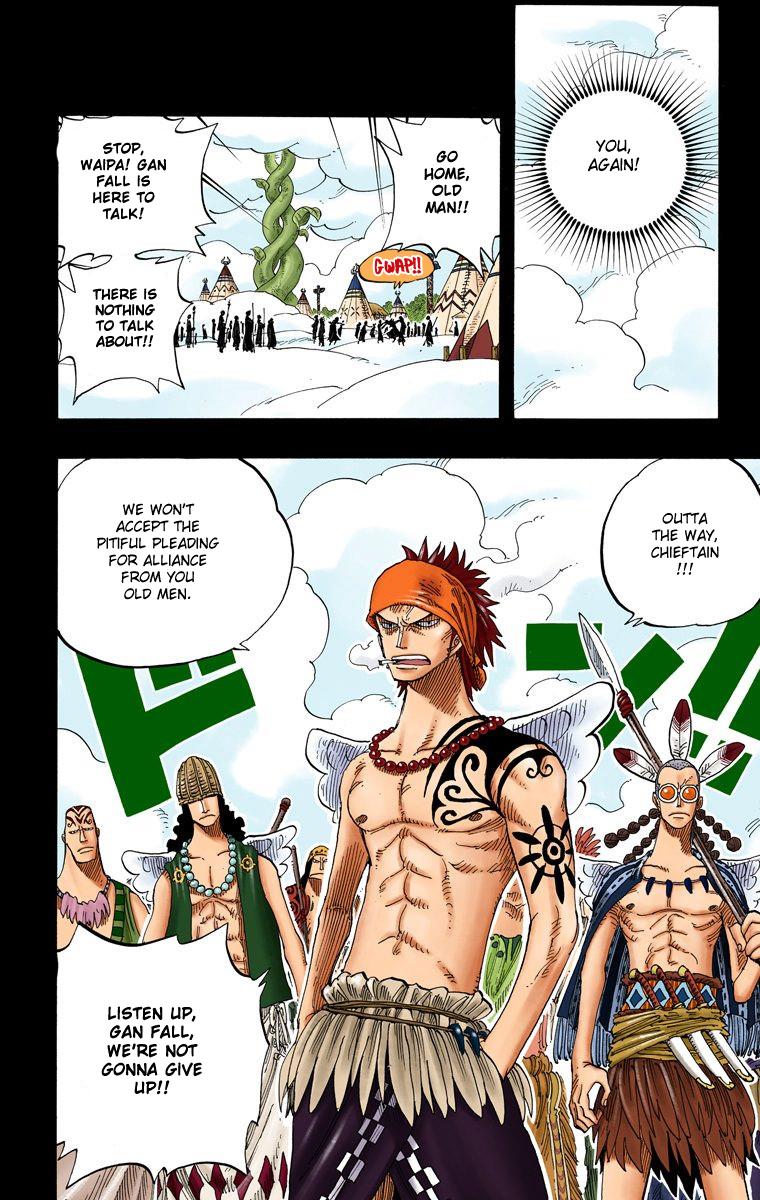 YOU,
AGAIN!
GO
HOME,
OLD
MAN!!
GWAP!!
STOP,
WAIPA! GAN
FALL IS
HERE TO
TALK!
THERE IS
NOTHING
TO TALK
ABOUT!!
OUTTA
THE WAY,
CHIEFTAIN
!!!
ドン!!
WE WON'T
ACCEPT THE
PITIFUL PLEADING
FOR ALLIANCE
FROM YOU
OLD MEN.
LISTEN UP,
GAN FALL,
WE'RE NOT
GONNA GIVE
UP!!